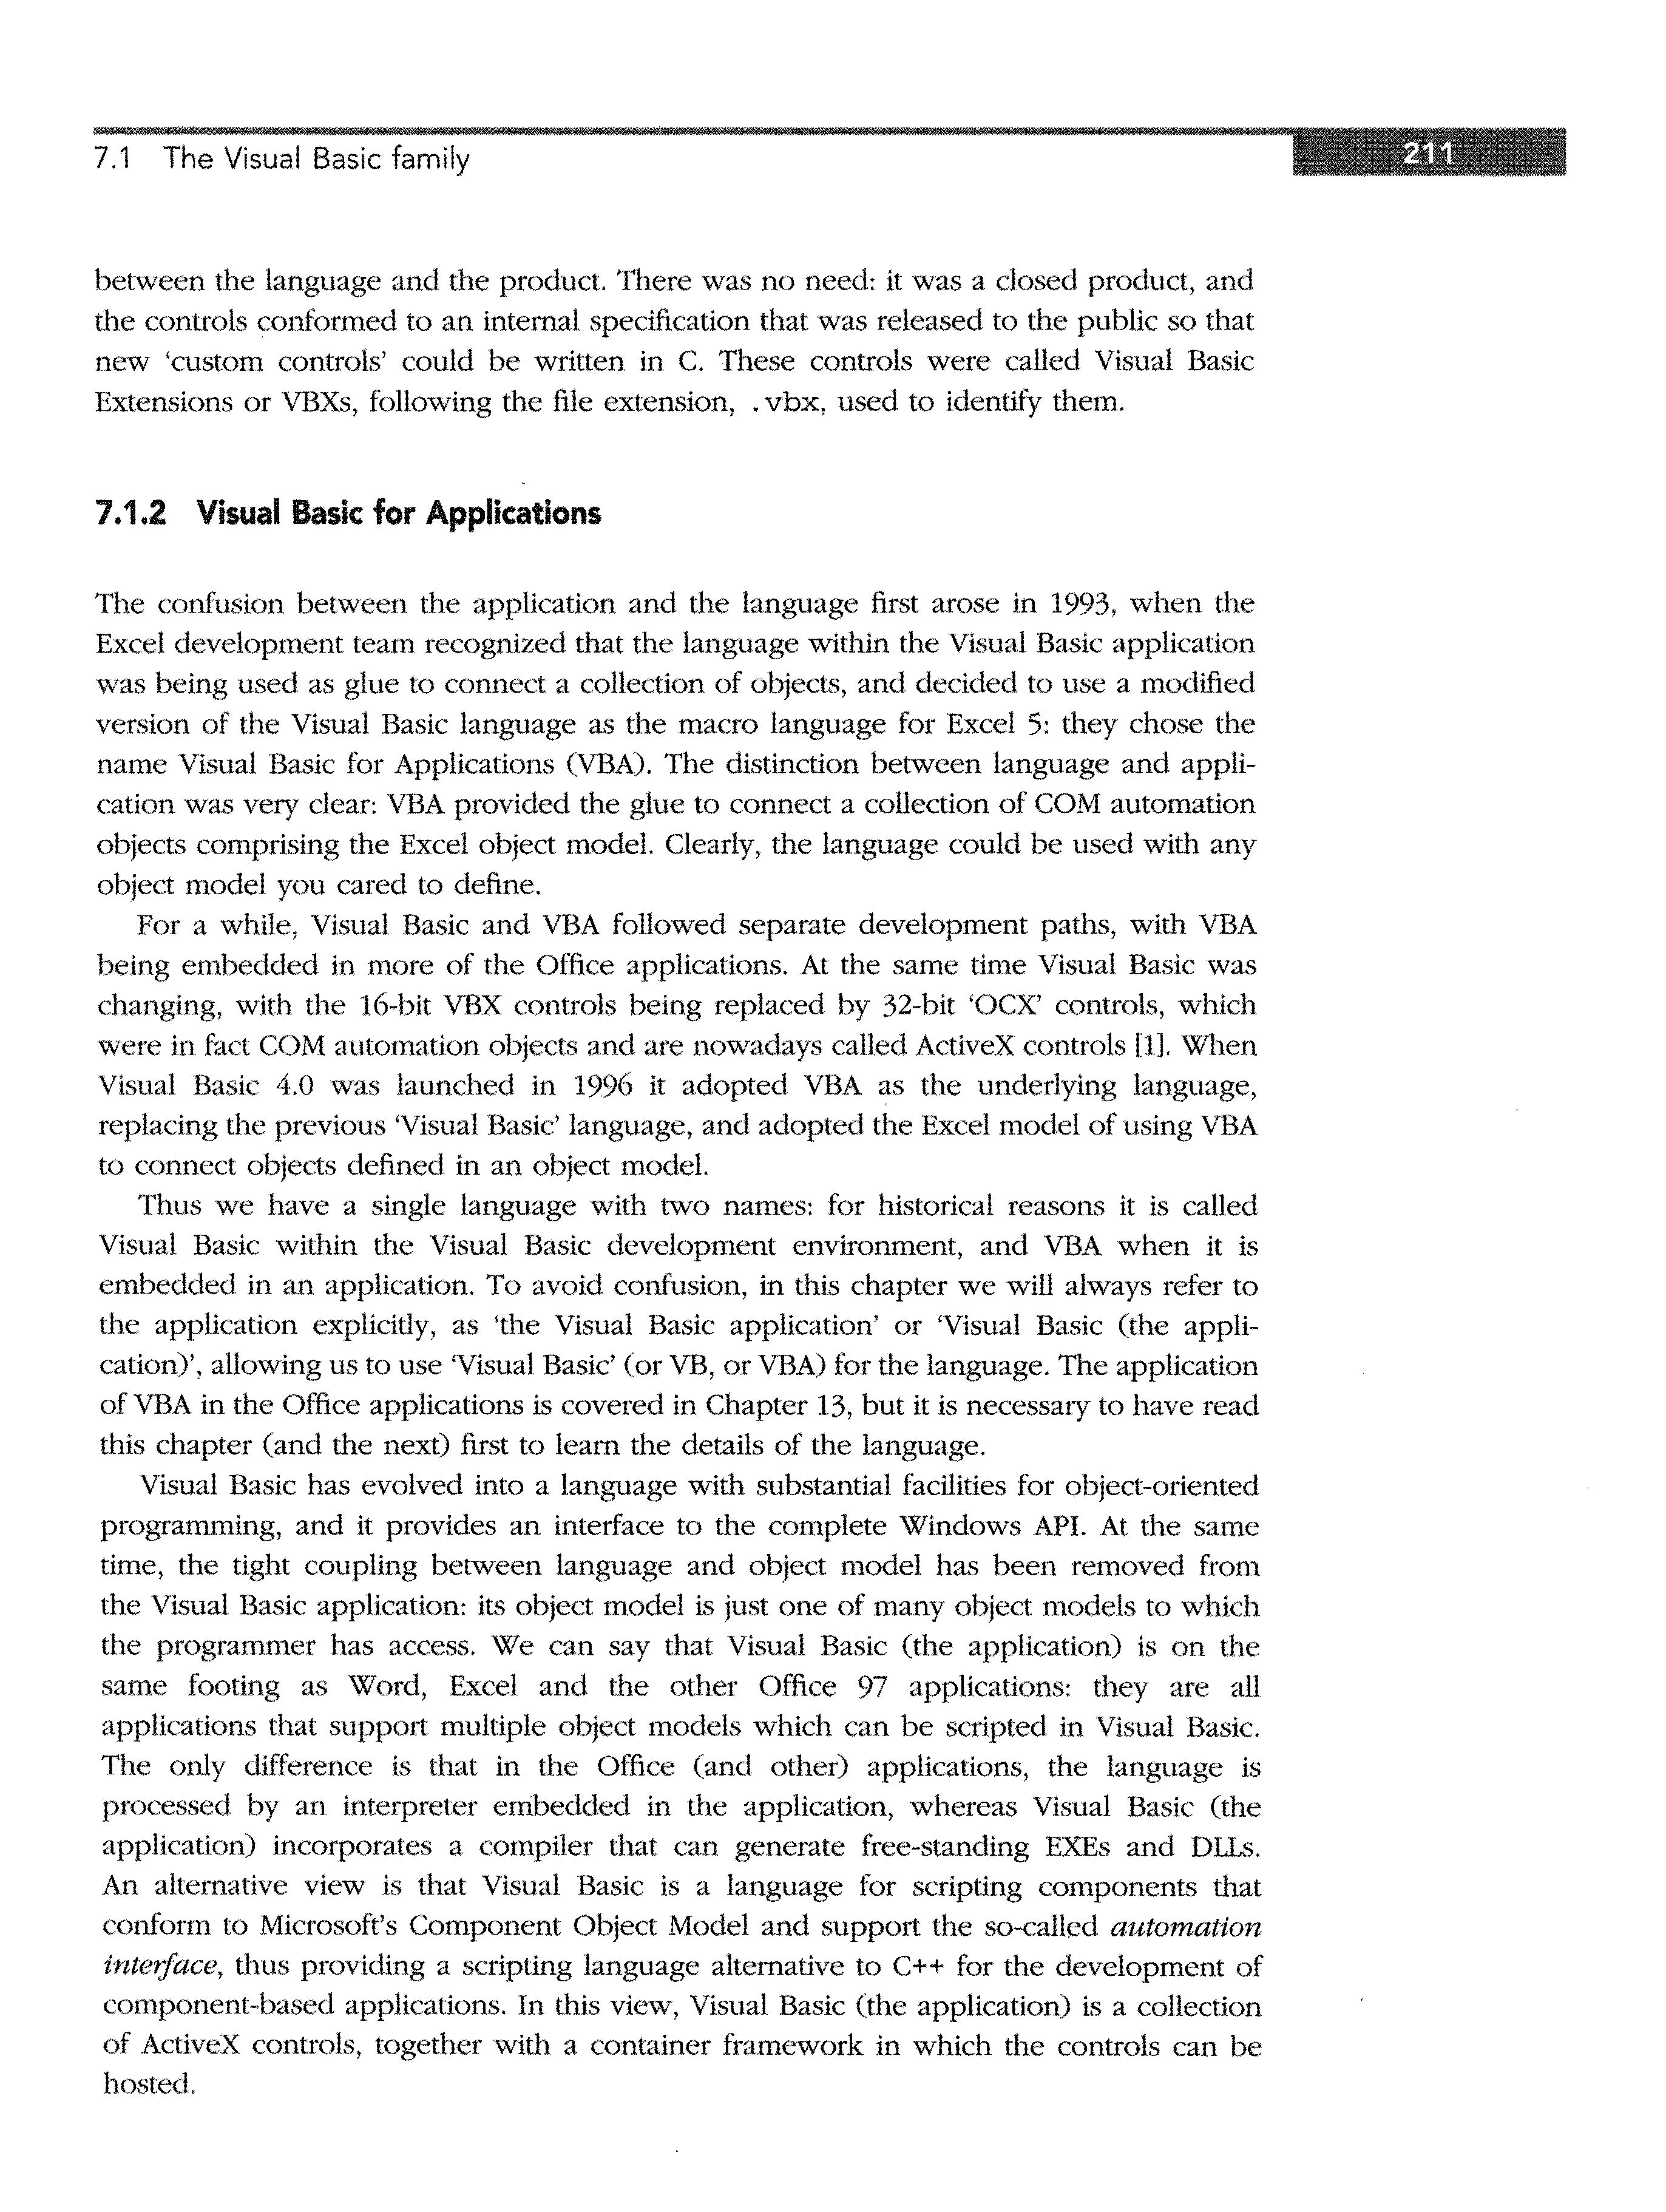 7.1 The Visual Basic family
211
between the language and the product. There was no need: it was a closed product, and
the controls conformed to an internal specification that was released to the public so that
new ‘custom controls’ could be written in C. These controls were called Visual Basic
Extensions or VBXs, following the file extension, .vbx, used to identify them.
7.1.2 Visual Basic for Applications
The confusion between the application and the language first arose in 1993, when the
Excel development team recognized that the language within the Visual Basic application
was being used as glue to connect a collection of objects, and decided to use a modified
version of the Visual Basic language as the macro language for Excel 5: they chose the
name Visual Basic for Applications (VBA). The distinction between language and appli-
cation was very clear: VBA provided the glue to connect a collection of COM automation
objects comprising the Excel object model. Clearly, the language could be used with any
object model you cared to define.
For a while, Visual Basic and VBA followed separate development paths, with VBA
being embedded in more of the Office applications. At the same time Visual Basic was
changing, with the 16-bit VBX controls being replaced by 32-bit ‘OCX’ controls, which
were in fact COM automation objects and are nowadays called ActiveX controls [1]. When
Visual Basic 4.0 was launched in 1996 it adopted VBA as the underlying language,
replacing the previous ‘Visual Basic’ language, and adopted the Excel model of using VBA
to connect objects defined in an object model.
Thus we have a single language with two names: for historical reasons it is called
Visual Basic within the Visual Basic development environment, and VBA when it is
embedded in an application. To avoid confusion, in this chapter we will always refer to
the application explicitly, as ‘the Visual Basic application’ or ‘Visual Basic (the appli-
cation)’, allowing us to use ‘Visual Basic’ (or VB, or VBA) for the language. The application
of VBA in the Office applications is covered in Chapter 13, but it is necessary to have read
this chapter (and the next) first to learn the details of the language.
Visual Basic has evolved into a language with substantial facilities for object-oriented
programming, and it provides an interface to the complete Windows API. At the same
time, the tight coupling between language and object model has been removed from
the Visual Basic application: its object model is just one of many object models to which
the programmer has access. We can say that Visual Basic (the application) is on the
same footing as Word, Excel and the other Office 97 applications: they are all
applications that support multiple object models which can be scripted in Visual Basic.
The only difference is that in the Office (and other) applications, the language is
processed by an interpreter embedded in the application, whereas Visual Basic (the
application) incorporates a compiler that can generate free-standing EXEs and DLLs.
An alternative view is that Visual Basic is a language for scripting components that
conform to Microsoft’s Component Object Model and support the so-called automation
interface, thus providing a scripting language alternative to C++ for the development of
component-based applications. In this view, Visual Basic (the application) is a collection
of ActiveX controls, together with a container framework in which the controls can be
hosted.